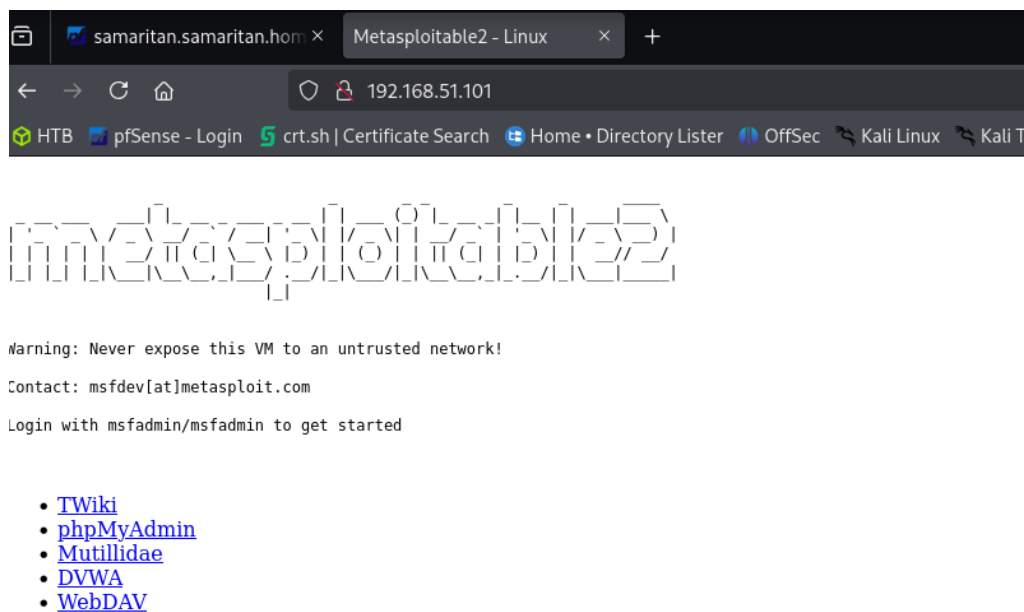 samaritan.samaritan.hom
Metasploitable2 - Linux
192.168.51.101
HTB
pfSense - Login
crt.sh | Certificate Search
Home • Directory Lister
OffSec
Kali Linux
Kali T
metasploitable2
Warning: Never expose this VM to an untrusted network!
Contact: msfdev[at]metasploit.com
Login with msfadmin/msfadmin to get started
TWiki
phpMyAdmin
Mutillidae
DVWA
WebDAV